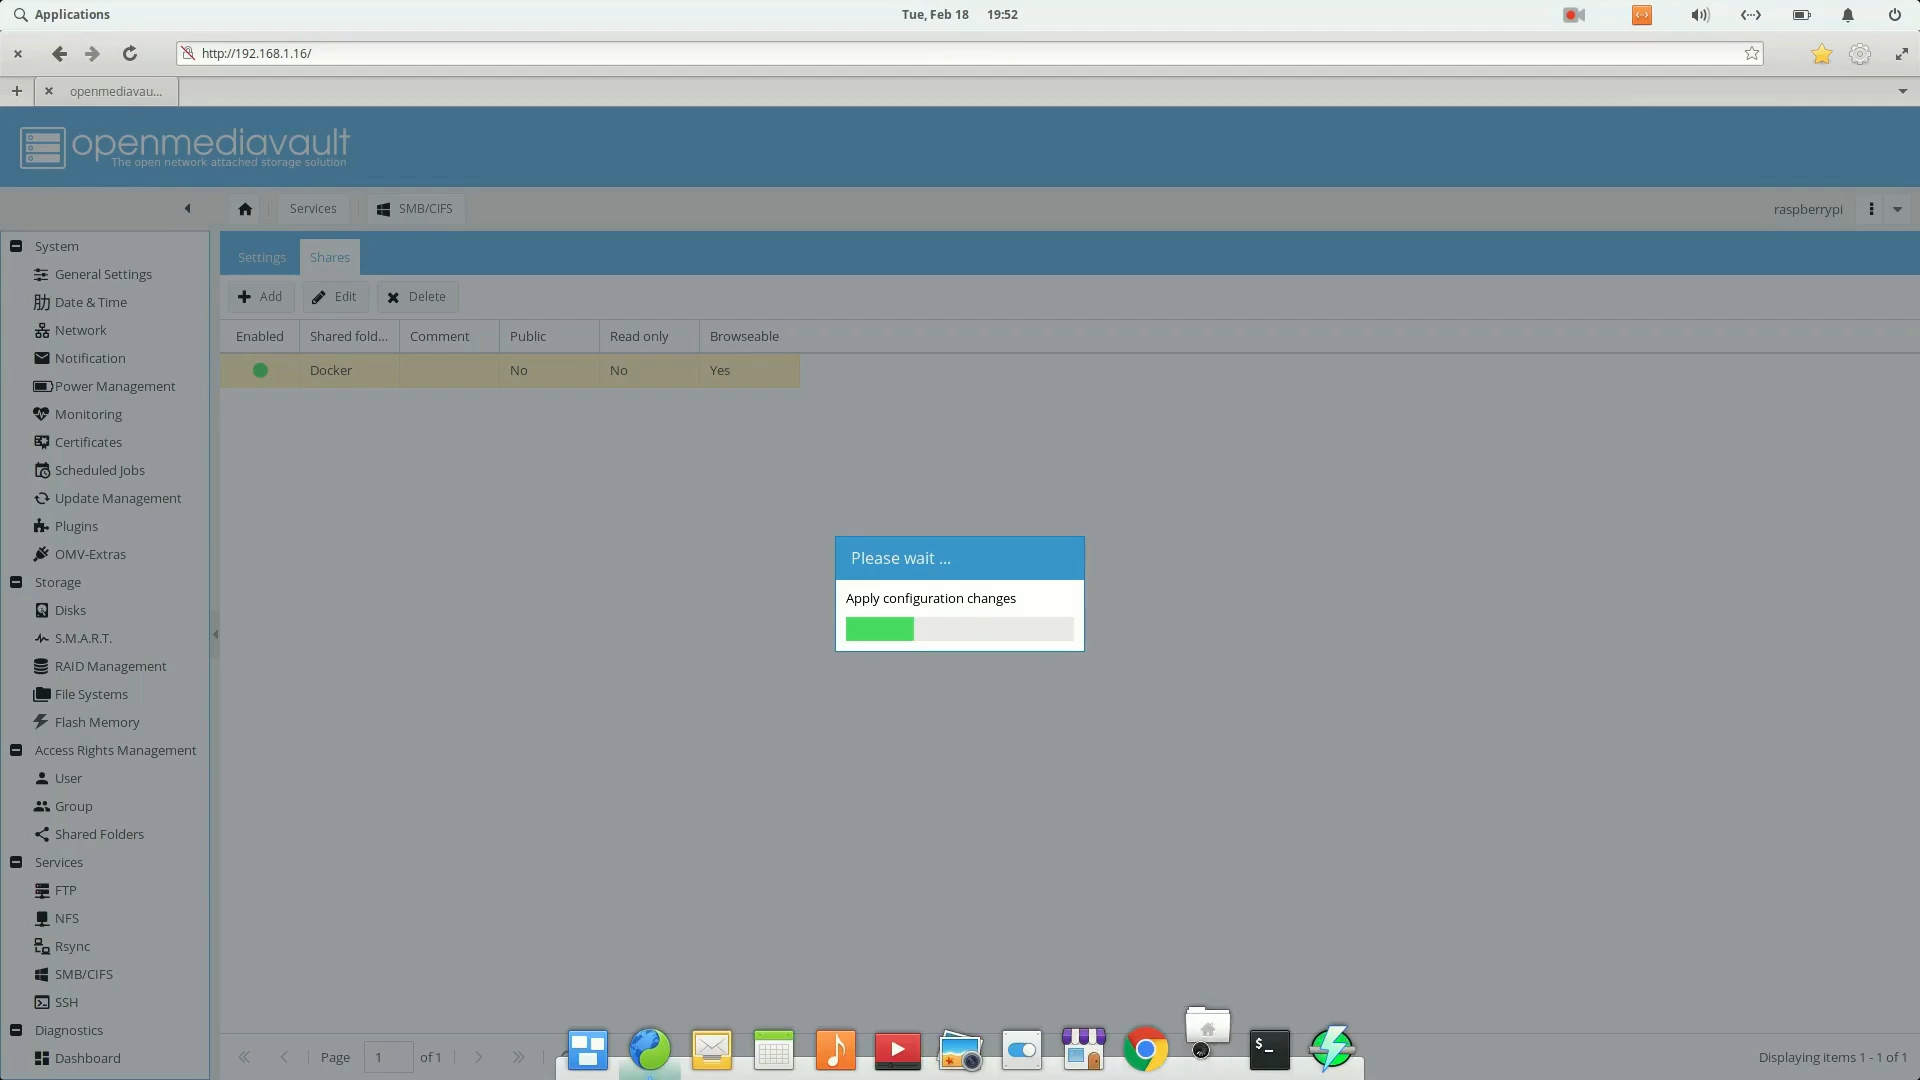 Applications
Tue, Feb 18 19:52
http://192.168.1.16/
openmediavau...
openmediavault
The open network attached storage solution
Services
SMB/CIFS
raspberrypi
System
General Settings
Date & Time
Network
Notification
Power Management
Monitoring
Certificates
Scheduled Jobs
Update Management
Plugins
OMV-Extras
Storage
Disks
S.M.A.R.T.
RAID Management
File Systems
Flash Memory
Access Rights Management
User
Group
Shared Folders
Services
FTP
NFS
Rsync
SMB/CIFS
SSH
Diagnostics
Dashboard
Settings
Shares
Add
Edit
Delete
Enabled Shared fold... Comment Public Read only Browseable
Docker No No Yes
Please wait ...
Apply configuration changes
Page 1 of 1
Displaying items 1 - 1 of 1